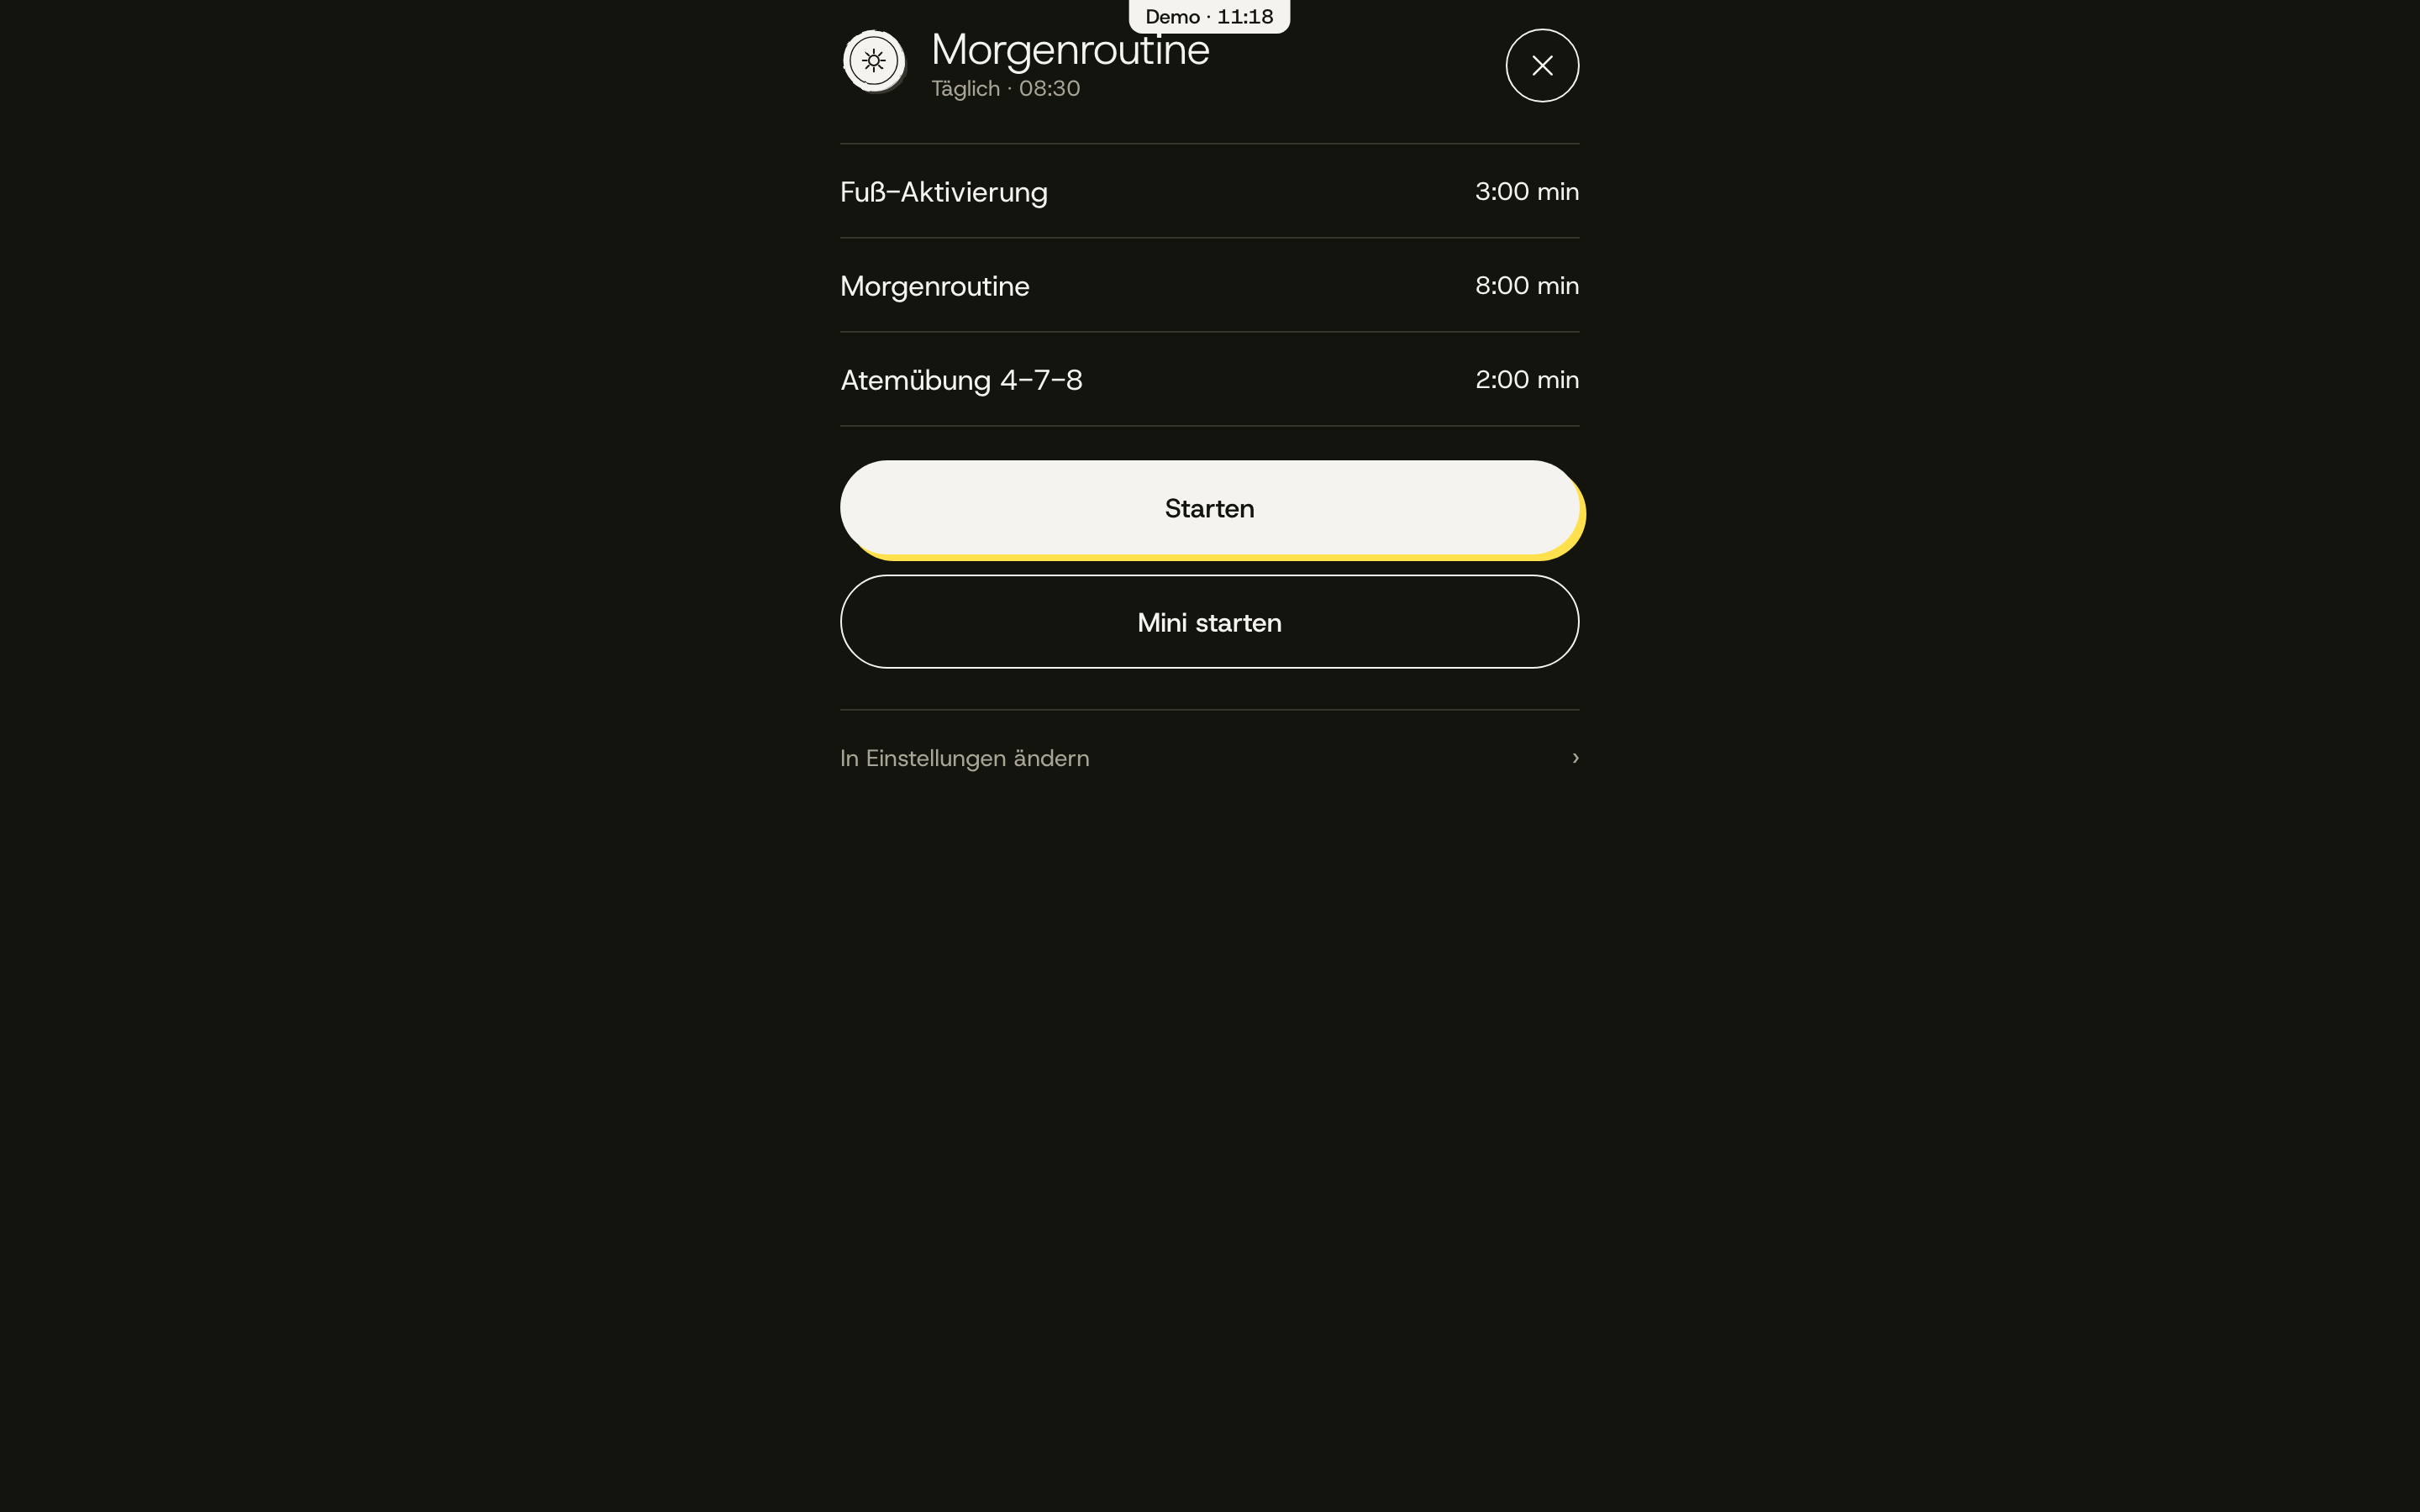 Demo · 11:18
Morgenroutine
Täglich · 08:30
Fuß-Aktivierung 3:00 min
Morgenroutine 8:00 min
Atemübung 4-7-8 2:00 min
Starten
Mini starten
In Einstellungen ändern ›